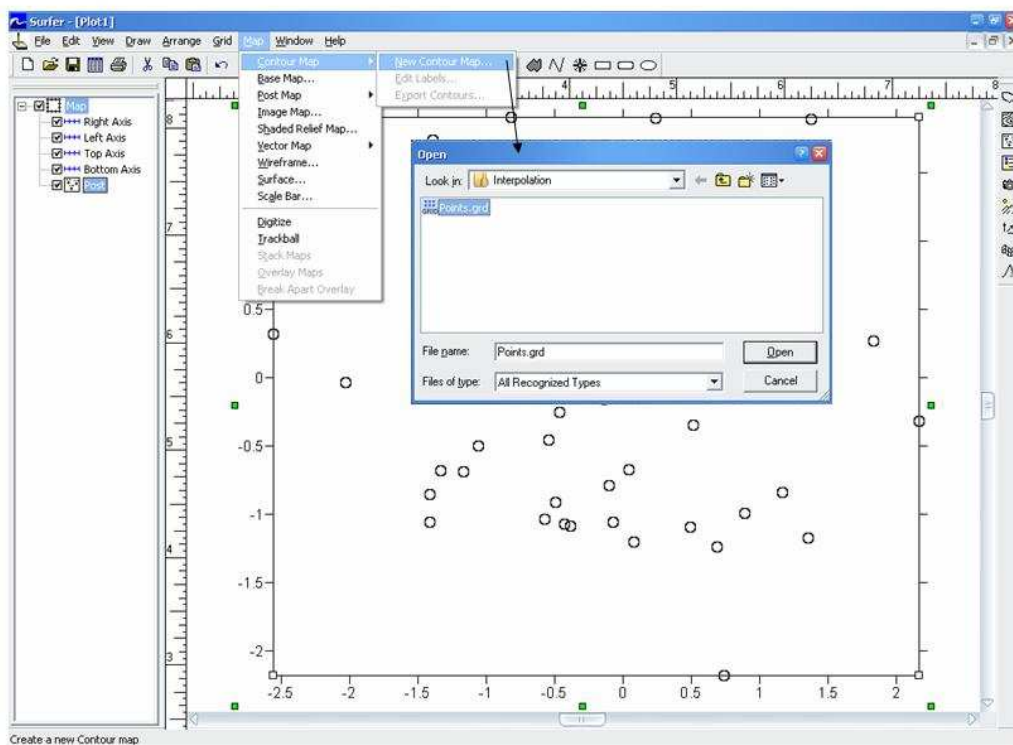 Surfer - [Plot1]
File Edit View Draw Arrange Grid Map Window Help
Contour Map
Base Map...
Post Map
Image Map...
Shaded Relief Map...
Vector Map
Wireframe...
Surface...
Scale Bar...
Digitize
Trackball
Stack Maps
Overlay Maps
Break Apart Overlay
New Contour Map...
Edit Labels...
Export Contours...
Map
Right Axis
Left Axis
Top Axis
Bottom Axis
Post
4 5 6 7 8
8
7
6
5
4
3
Open
Look in: Interpolation
Points.grd
File name: Points.grd Open
Files of type: All Recognized Types Cancel
0.5
0
-0.5
-1
-1.5
-2
-2.5 -2 -1.5 -1 -0.5 0 0.5 1 1.5 2
Create a new Contour map